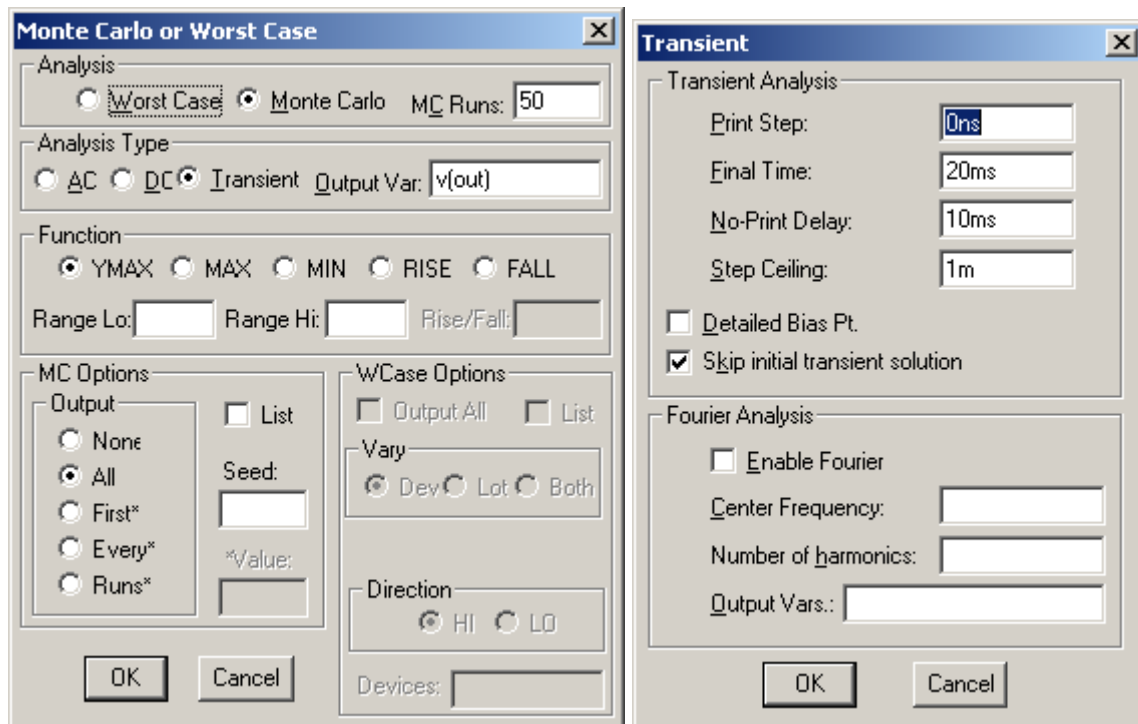 Monte Carlo or Worst Case
Analysis
Worst Case Monte Carlo MC Runs: 50
Analysis Type
AC DC Transient Output Var: v(out)
Function
YMAX MAX MIN RISE FALL
Range Lo: Range Hi: Rise/Fall:
MC Options
Output
None
All
First*
Every*
Runs*
List
Seed:
*Value:
WCase Options
Output All List
Vary
Dev Lot Both
Direction
HI LO
Devices:
OK Cancel
Transient
Transient Analysis
Print Step: 0ns
Final Time: 20ms
No-Print Delay: 10ms
Step Ceiling: 1m
Detailed Bias Pt.
Skip initial transient solution
Fourier Analysis
Enable Fourier
Center Frequency:
Number of harmonics:
Output Vars.:
OK Cancel